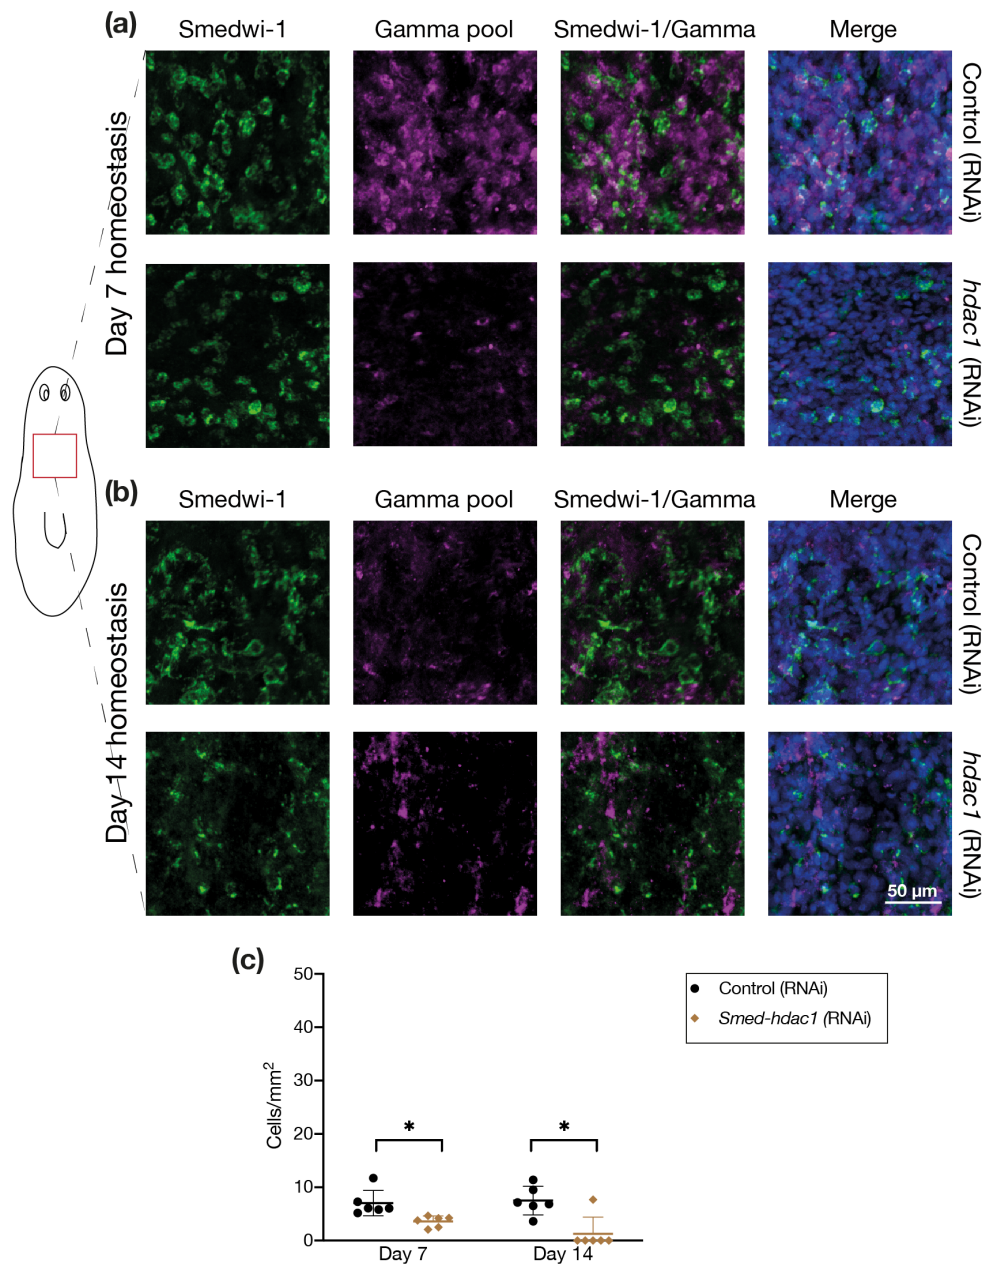 (a)
Smedwi-1 Gamma pool Smedwi-1/Gamma Merge
Day 7 homeostasis
Control (RNAi)
hdac1 (RNAi)
(b)
Smedwi-1 Gamma pool Smedwi-1/Gamma Merge
Day 14 homeostasis
Control (RNAi)
hdac1 (RNAi)
50 µm
(c)
Cells/mm²
50
40
30
20
10
0
* *
Day 7 Day 14
Control (RNAi)
Smed-hdac1 (RNAi)